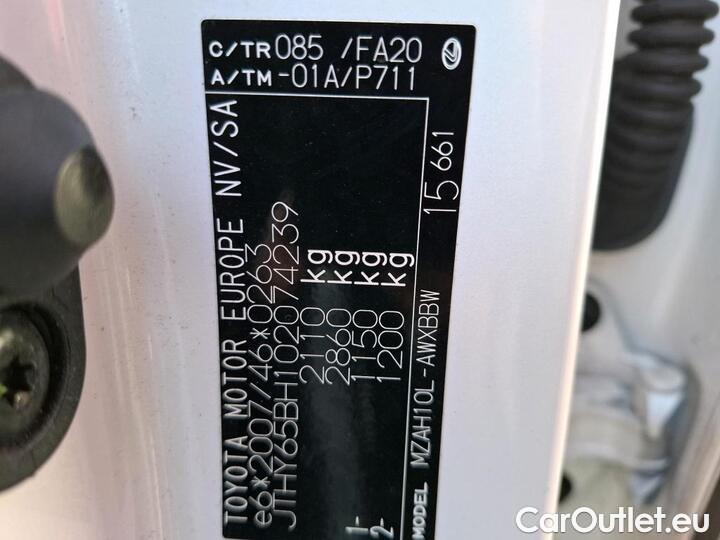 TOYOTA MOTOR EUROPE NV/SA
e6*2007/46*0263
JTHY65BH102074239
2110 kg
2860 kg
1- 1150 kg
2- 1200 kg
MODEL MZAH10L-AWXBBW 15 661
C/TR 085 /FA20
A/TM -01A/P711
CarOutlet.eu